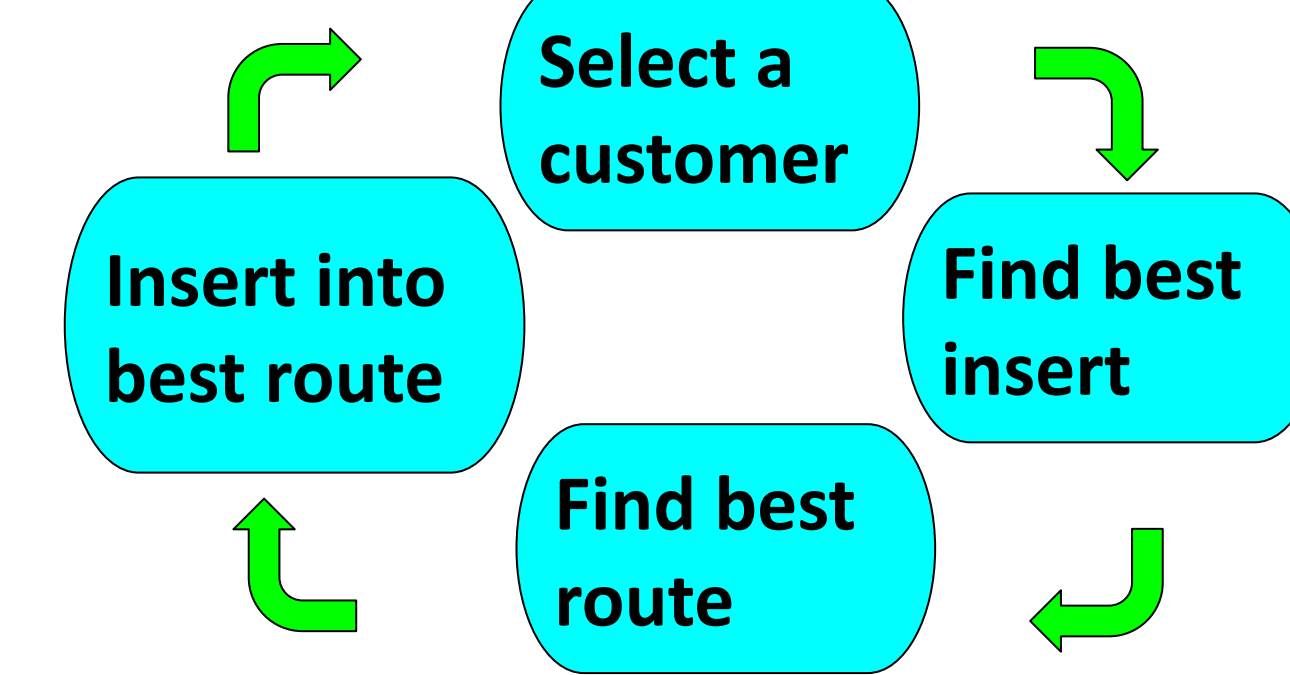 Select a
customer
Find best
insert
Find best
route
Insert into
best route